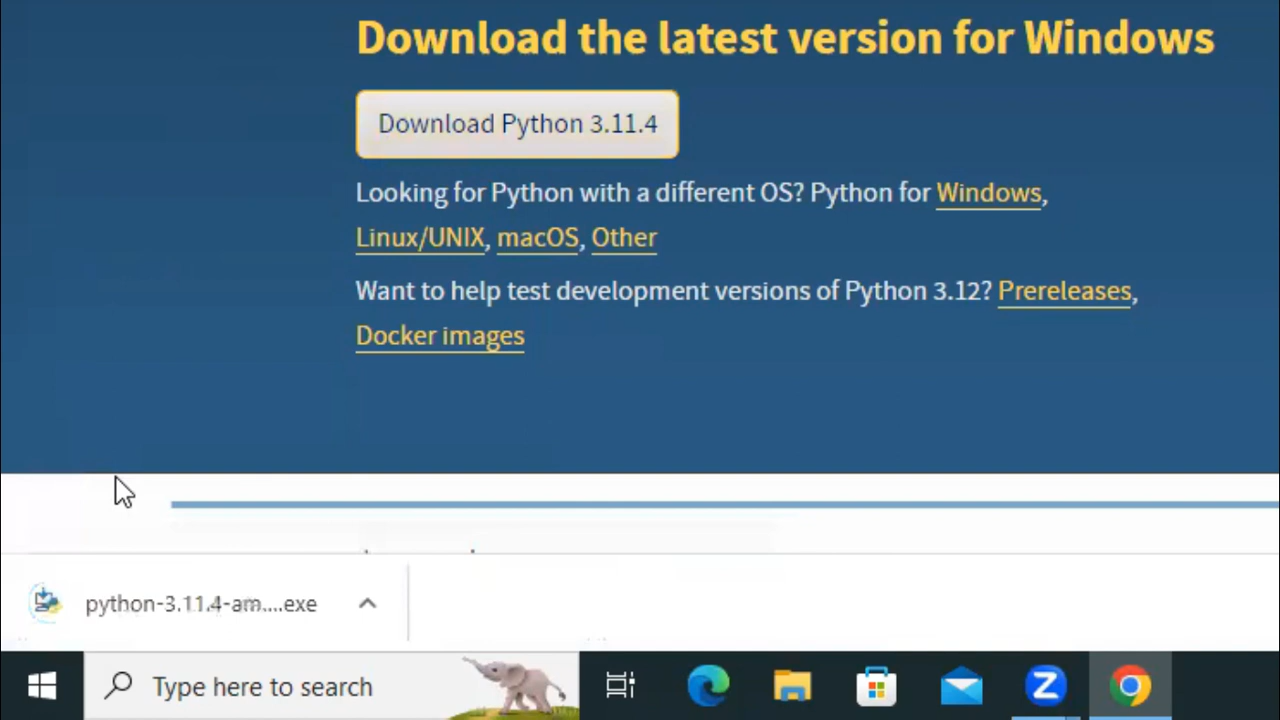 Download the latest version for Windows
Download Python 3.11.4
Looking for Python with a different OS? Python for Windows,
Linux/UNIX, macOS, Other
Want to help test development versions of Python 3.12? Prereleases,
Docker images
python-3.11.4-am....exe
Type here to search
Z